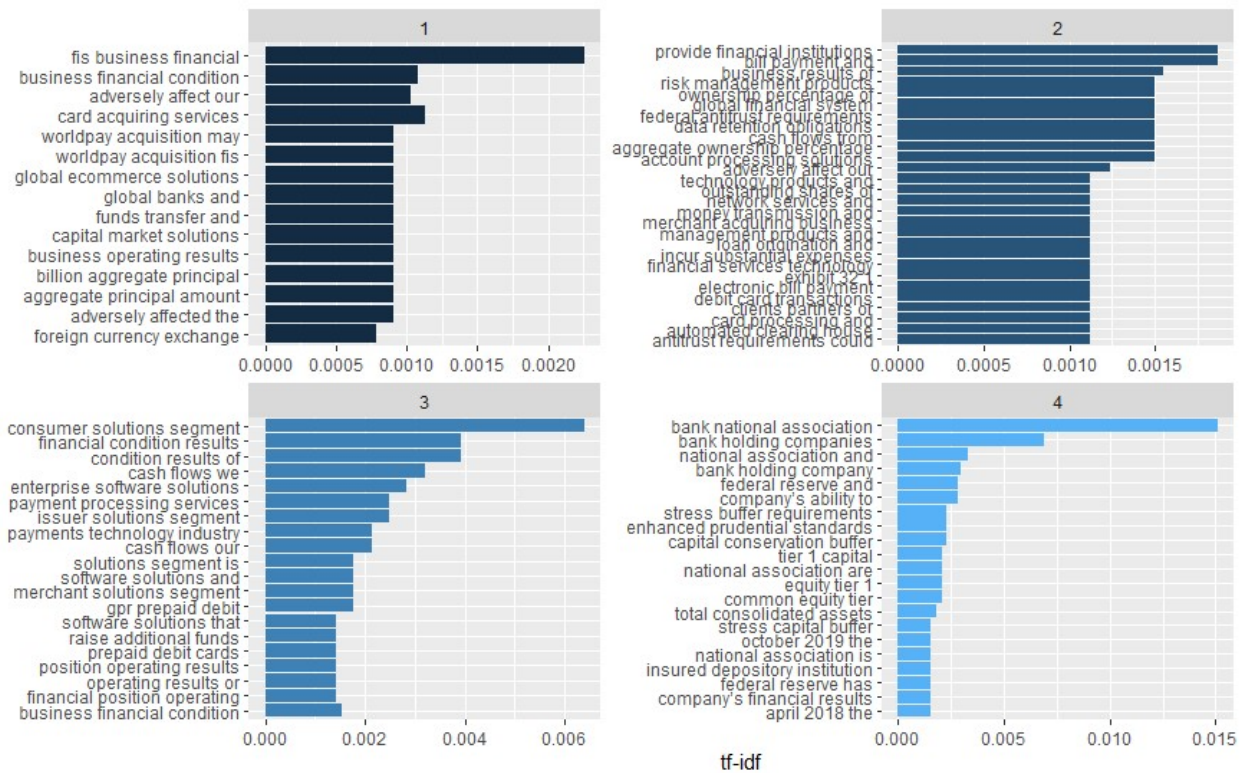 1
fis business financial
business financial condition
adversely affect our
card acquiring services
worldpay acquisition may
worldpay acquisition fis
global ecommerce solutions
global banks and
funds transfer and
capital market solutions
business operating results
billion aggregate principal
aggregate principal amount
adversely affected the
foreign currency exchange
0.0000 0.0005 0.0010 0.0015 0.0020
2
provide financial institutions
bill payment and
business results of
risk management products
ownership percentage of
global financial system
federal antitrust requirements
data retention obligations
cash flows from
aggregate ownership percentage
account processing solutions
adversely affect our
technology products and
outstanding shares of
network services and
money transmission and
merchant acquiring business
management products and
loan origination and
incur substantial expenses
financial services technology
exhibit 32 1
electronic bill payment
debit card transactions
clients partners or
card processing and
automated clearing house
antitrust requirements could
0.0000 0.0005 0.0010 0.0015
3
consumer solutions segment
financial condition results
condition results of
cash flows we
enterprise software solutions
payment processing services
issuer solutions segment
payments technology industry
cash flows our
solutions segment is
software solutions and
merchant solutions segment
gpr prepaid debit
software solutions that
raise additional funds
prepaid debit cards
position operating results
operating results or
financial position operating
business financial condition
0.000 0.002 0.004 0.006
4
bank national association
bank holding companies
national association and
bank holding company
federal reserve and
company's ability to
stress buffer requirements
enhanced prudential standards
capital conservation buffer
tier 1 capital
national association are
equity tier 1
common equity tier
total consolidated assets
stress capital buffer
october 2019 the
national association is
insured depository institution
federal reserve has
company's financial results
april 2018 the
0.000 0.005 0.010 0.015
tf-idf